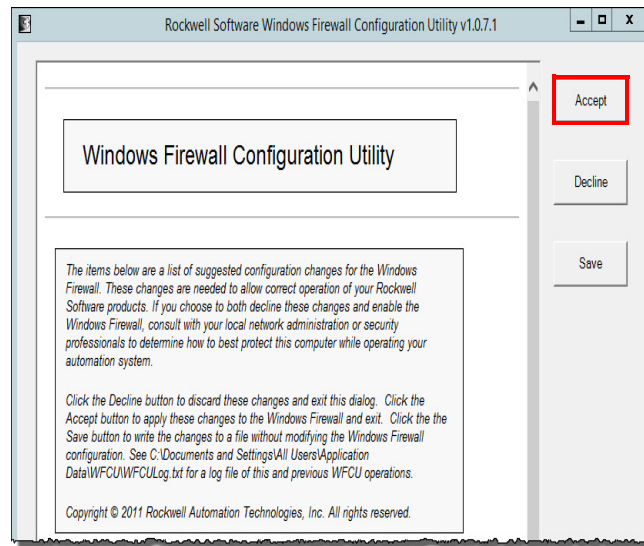 Rockwell Software Windows Firewall Configuration Utility v1.0.7.1
Accept
Windows Firewall Configuration Utility
Decline
The items below are a list of suggested configuration changes for the Windows
Firewall. These changes are needed to allow correct operation of your Rockwell
Software products. If you choose to both decline these changes and enable the
Windows Firewall, consult with your local network administration or security
professionals to determine how to best protect this computer while operating your
automation system.
Save
Click the Decline button to discard these changes and exit this dialog. Click the
Accept button to apply these changes to the Windows Firewall and exit. Click the the
Save button to write the changes to a file without modifying the Windows Firewall
configuration. See C:\Documents and Settings\All Users\Application
Data\WFCU\WFCULog.txt for a log file of this and previous WFCU operations.
Copyright © 2011 Rockwell Automation Technologies, Inc. All rights reserved.